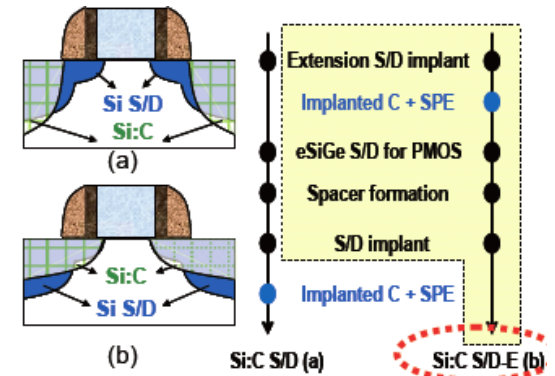 Si S/D
Si:C
(a)
Si:C
Si S/D
(b)
Extension S/D implant
Implanted C + SPE
eSiGe S/D for PMOS
Spacer formation
S/D implant
Implanted C + SPE
Si:C S/D (a)
Si:C S/D-E (b)